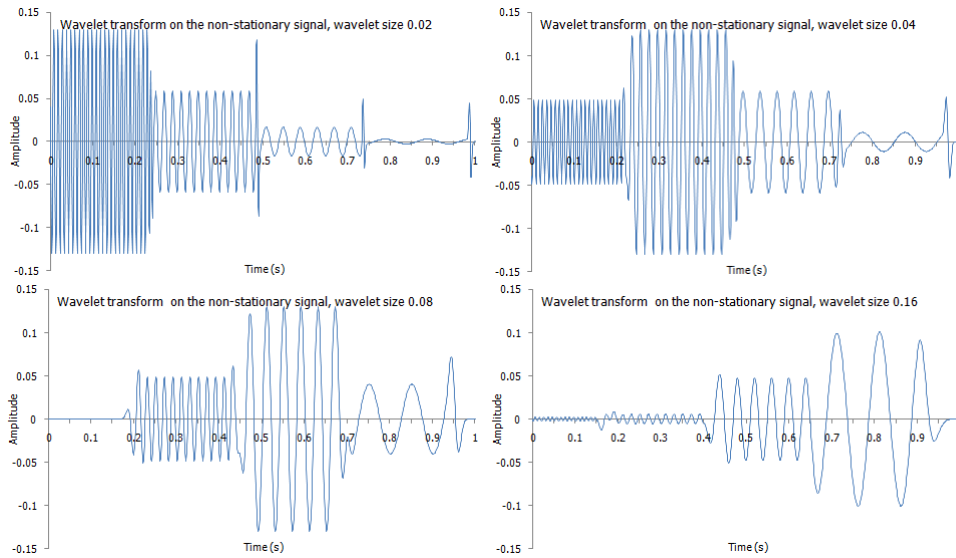 Wavelet transform on the non-stationary signal, wavelet size 0.02
0.15
0.1
0.05
0
-0.05
-0.1
-0.15
Amplitude
0 0.1 0.2 0.3 0.4 0.5 0.6 0.7 0.8 0.9 1
Time (s)
Wavelet transform on the non-stationary signal, wavelet size 0.04
0.15
0.1
0.05
0
-0.05
-0.1
-0.15
Amplitude
0 0.1 0.2 0.3 0.4 0.5 0.6 0.7 0.8 0.9
Time (s)
Wavelet transform on the non-stationary signal, wavelet size 0.08
0.15
0.1
0.05
0
-0.05
-0.1
-0.15
Amplitude
0 0.1 0.2 0.3 0.4 0.5 0.6 0.7 0.8 0.9 1
Time (s)
Wavelet transform on the non-stationary signal, wavelet size 0.16
0.15
0.1
0.05
0
-0.05
-0.1
-0.15
Amplitude
0 0.1 0.2 0.3 0.4 0.5 0.6 0.7 0.8 0.9
Time (s)